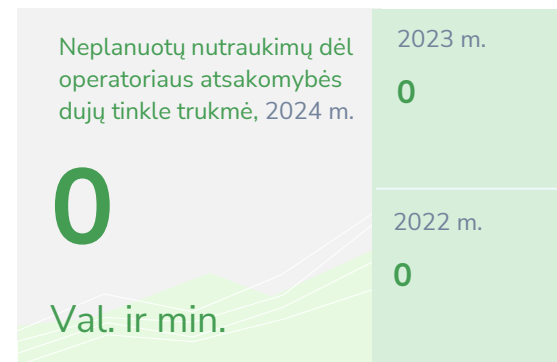 Neplanuotų nutraukimų dėl
operatoriaus atsakomybės
dujų tinkle trukmė, 2024 m.
0
Val. ir min.
2023 m.
0
2022 m.
0